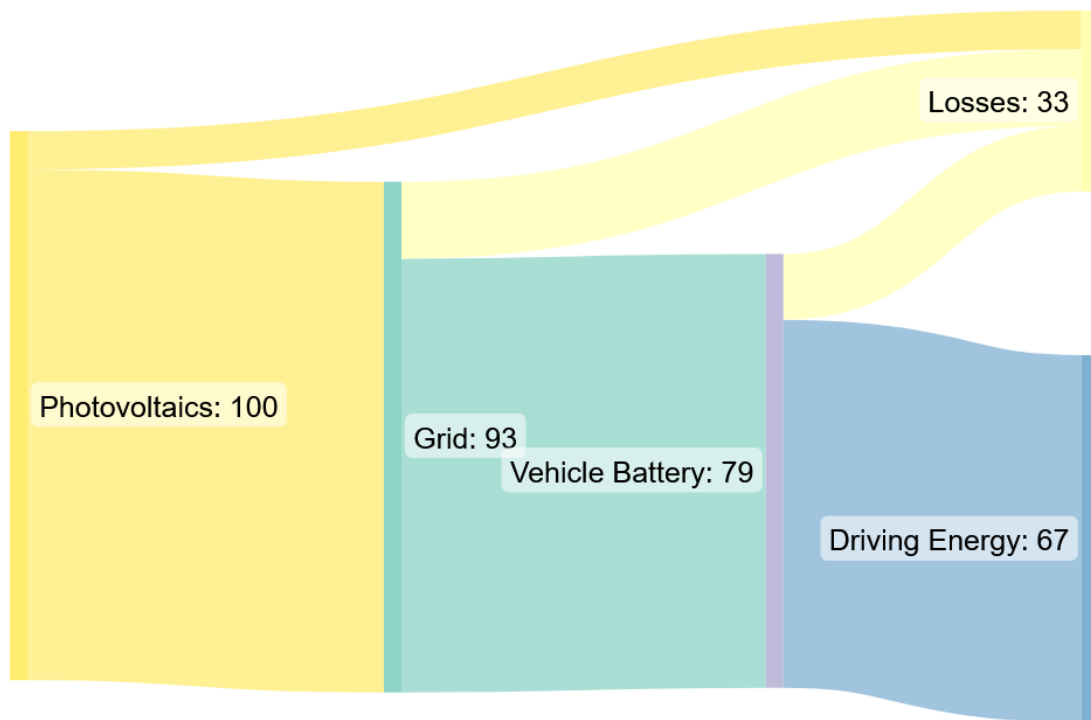 Losses: 33
Photovoltaics: 100
Grid: 93
Vehicle Battery: 79
Driving Energy: 67